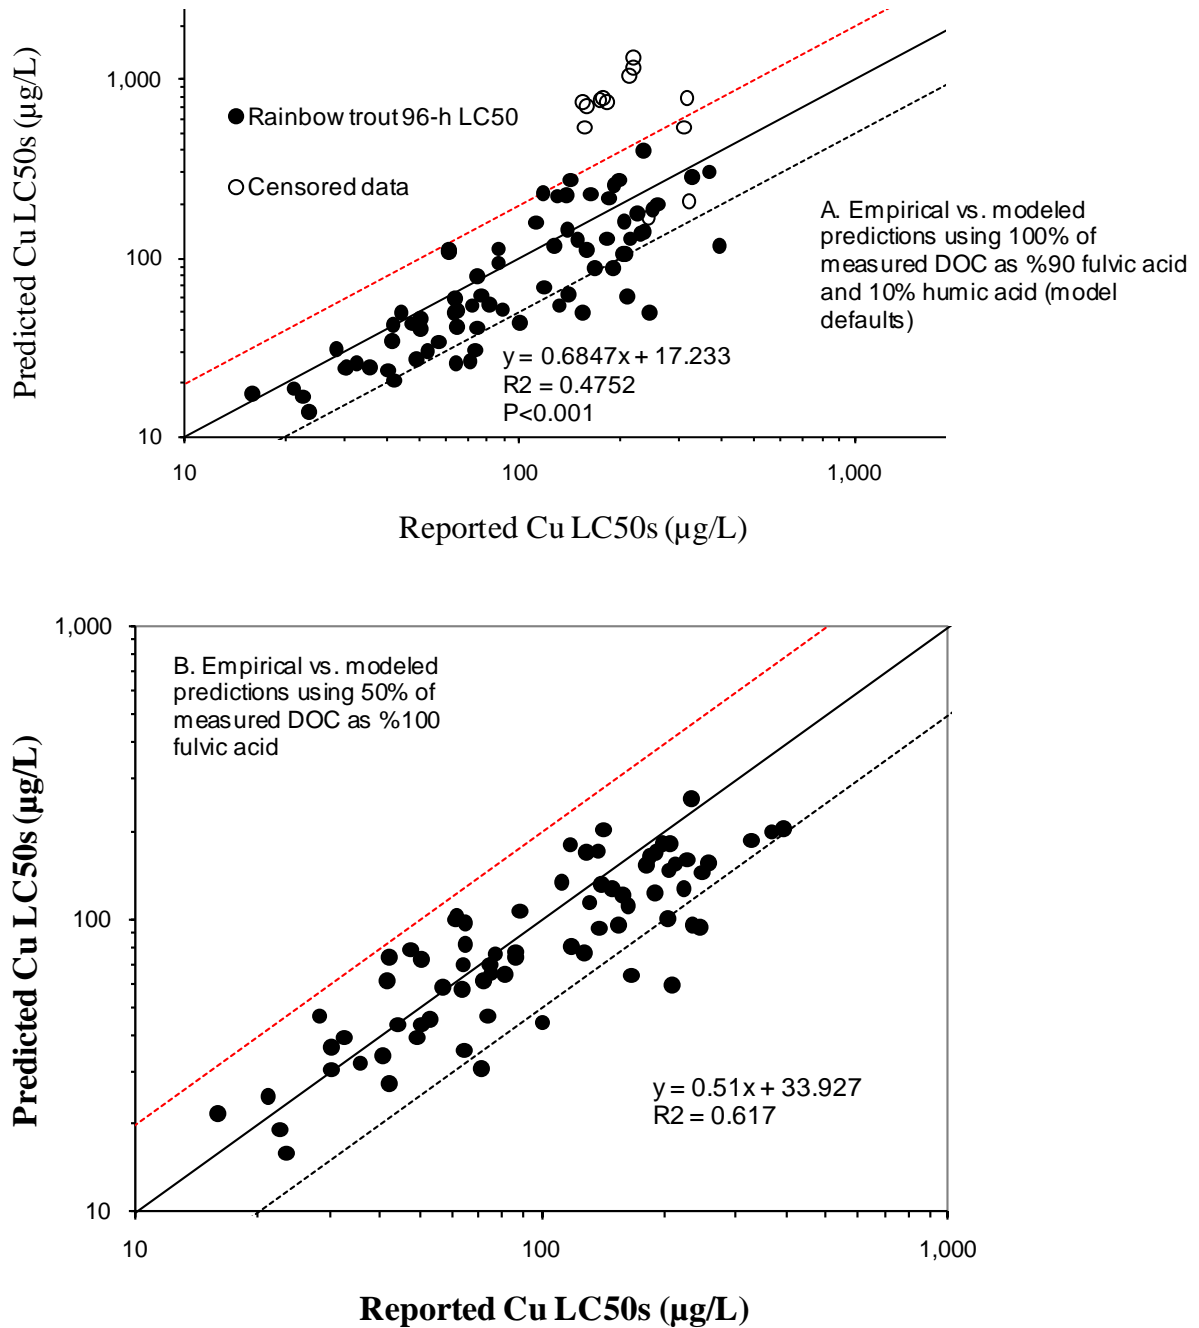 Predicted Cu LC50s (µg/L)
1,000
100
10
Rainbow trout 96-h LC50
Censored data
A. Empirical vs. modeled
predictions using 100% of
measured DOC as %90 fulvic acid
and 10% humic acid (model
defaults)
y = 0.6847x + 17.233
R2 = 0.4752
P<0.001
10
100
1,000
Reported Cu LC50s (µg/L)
Predicted Cu LC50s (µg/L)
1,000
100
10
B. Empirical vs. modeled
predictions using 50% of
measured DOC as %100
fulvic acid
y = 0.51x + 33.927
R2 = 0.617
10
100
1,000
Reported Cu LC50s (µg/L)